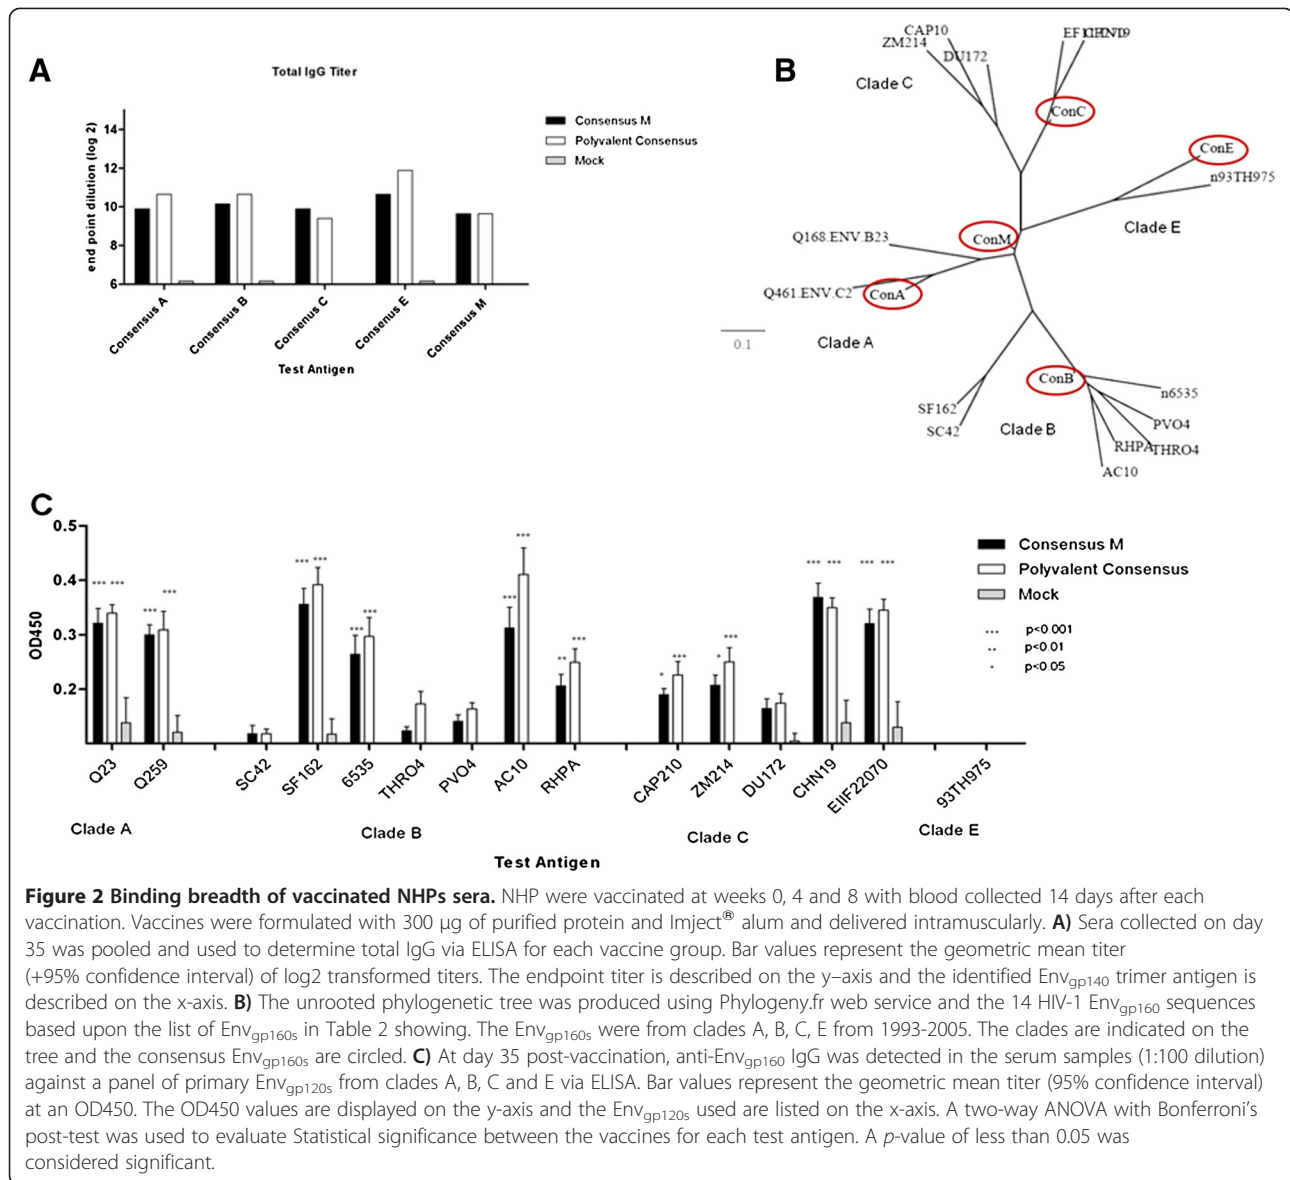 A
Total IgG Titer
end point dilution (log 2)
14
12
10
8
6
Consensus A
Consensus B
Consenus C
Consensus E
Consensus M
Test Antigen
Consensus M
Polyvalent Consensus
Mock
B
CAP10
ZM214
DU172
Clade C
ConC
ConE
n93TH975
Clade E
ConM
Q168.ENV.B23
Q461.ENV.C2
ConA
0.1
Clade A
ConB
SF162
SC42
Clade B
n6535
PVO4
RHPA
THRO4
AC10
C
OD450
0.5
0.4
0.3
0.2
*** *** *** *** *** *** *** *** *** *** ** *** * *** * *** *** *** *** ***
Q23
Q259
SC42
SF162
6535
THRO4
PVO4
AC10
RHPA
CAP210
ZM214
DU172
CHN19
EIIF22070
93TH975
Clade A
Clade B
Clade C
Clade E
Test Antigen
Consensus M
Polyvalent Consensus
Mock
*** p<0.001
** p<0.01
* p<0.05
Figure 2 Binding breadth of vaccinated NHPs sera. NHP were vaccinated at weeks 0, 4 and 8 with blood collected 14 days after each
vaccination. Vaccines were formulated with 300 μg of purified protein and Imject® alum and delivered intramuscularly. A) Sera collected on day
35 was pooled and used to determine total IgG via ELISA for each vaccine group. Bar values represent the geometric mean titer
(+95% confidence interval) of log2 transformed titers. The endpoint titer is described on the y–axis and the identified Envgp140 trimer antigen is
described on the x-axis. B) The unrooted phylogenetic tree was produced using Phylogeny.fr web service and the 14 HIV-1 Envgp160 sequences
based upon the list of Envgp160s in Table 2 showing. The Envgp160s were from clades A, B, C, E from 1993-2005. The clades are indicated on the
tree and the consensus Envgp160s are circled. C) At day 35 post-vaccination, anti-Envgp160 IgG was detected in the serum samples (1:100 dilution)
against a panel of primary Envgp120s from clades A, B, C and E via ELISA. Bar values represent the geometric mean titer (95% confidence interval)
at an OD450. The OD450 values are displayed on the y-axis and the Envgp120s used are listed on the x-axis. A two-way ANOVA with Bonferroni's
post-test was used to evaluate Statistical significance between the vaccines for each test antigen. A p-value of less than 0.05 was
considered significant.